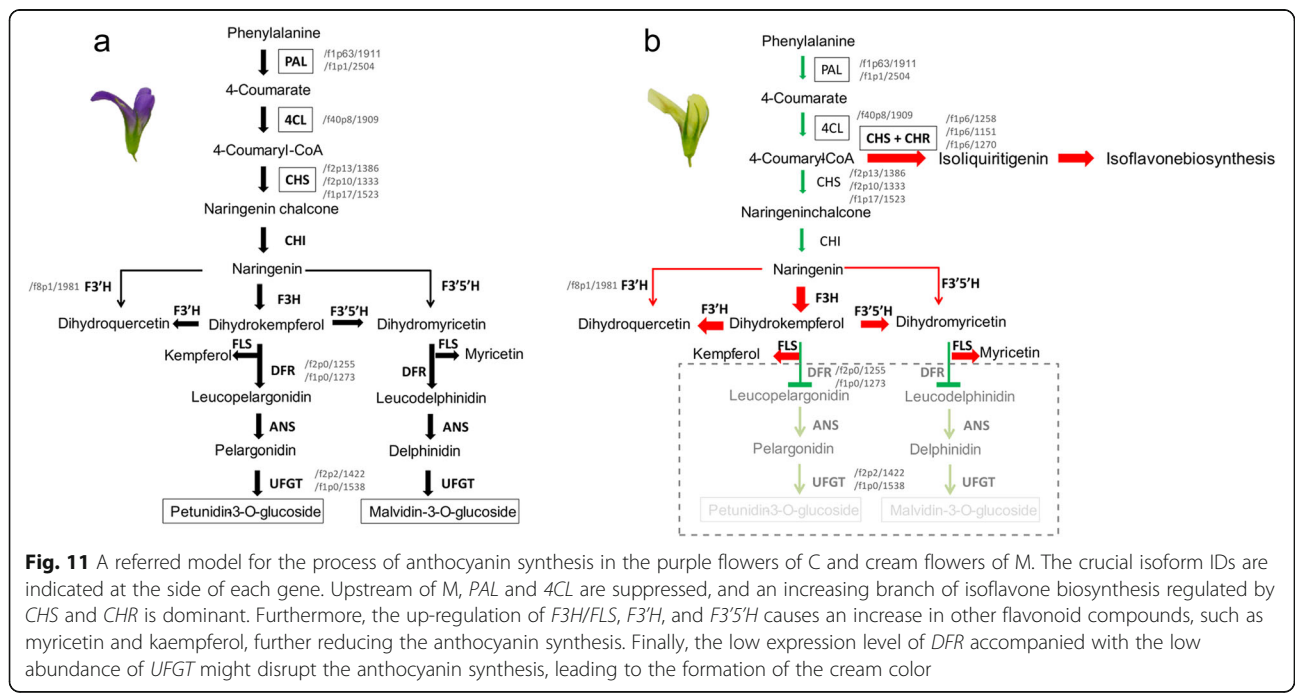 a
Phenylalanine
PAL
/f1p63/1911
/f1p1/2504
4-Coumarate
4CL
/f40p8/1909
4-Coumaryl-CoA
CHS
/f2p13/1386
/f2p10/1333
/f1p17/1523
Naringenin chalcone
CHI
Naringenin
/f8p1/1981 F3'H
F3H
F3'5'H
F3'H
F3'5'H
Dihydroquercetin
Dihydrokempferol
Dihydromyricetin
Kempferol
FLS
FLS
Myricetin
DFR
/f2p0/1255
/f1p0/1273
DFR
Leucopelargonidin
Leucodelphinidin
ANS
ANS
Pelargonidin
Delphinidin
UFGT
/f2p2/1422
/f1p0/1538
UFGT
Petunidin-3-O-glucoside
Malvidin-3-O-glucoside
b
Phenylalanine
PAL
/f1p63/1911
/f1p1/2504
4-Coumarate
4CL
/f40p8/1909
CHS + CHR
/f1p6/1258
/f1p6/1151
/f1p6/1270
4-CoumarylCoA
Isoliquiritigenin
Isoflavonebiosynthesis
CHS
/f2p13/1386
/f2p10/1333
/f1p17/1523
Naringeninchalcone
CHI
Naringenin
/f8p1/1981 F3'H
F3H
F3'5'H
F3'H
F3'5'H
Dihydroquercetin
Dihydrokempferol
Dihydromyricetin
Kempferol
FLS
FLS
Myricetin
DFR
/f2p0/1255
/f1p0/1273
DFR
Leucopelargonidin
Leucodelphinidin
ANS
ANS
Pelargonidin
Delphinidin
UFGT
/f2p2/1422
/f1p0/1538
UFGT
Petunidin-3-O-glucoside
Malvidin-3-O-glucoside
Fig. 11 A referred model for the process of anthocyanin synthesis in the purple flowers of C and cream flowers of M. The crucial isoform IDs are
indicated at the side of each gene. Upstream of M, PAL and 4CL are suppressed, and an increasing branch of isoflavone biosynthesis regulated by
CHS and CHR is dominant. Furthermore, the up-regulation of F3H/FLS, F3'H, and F3'5'H causes an increase in other flavonoid compounds, such as
myricetin and kaempferol, further reducing the anthocyanin synthesis. Finally, the low expression level of DFR accompanied with the low
abundance of UFGT might disrupt the anthocyanin synthesis, leading to the formation of the cream color